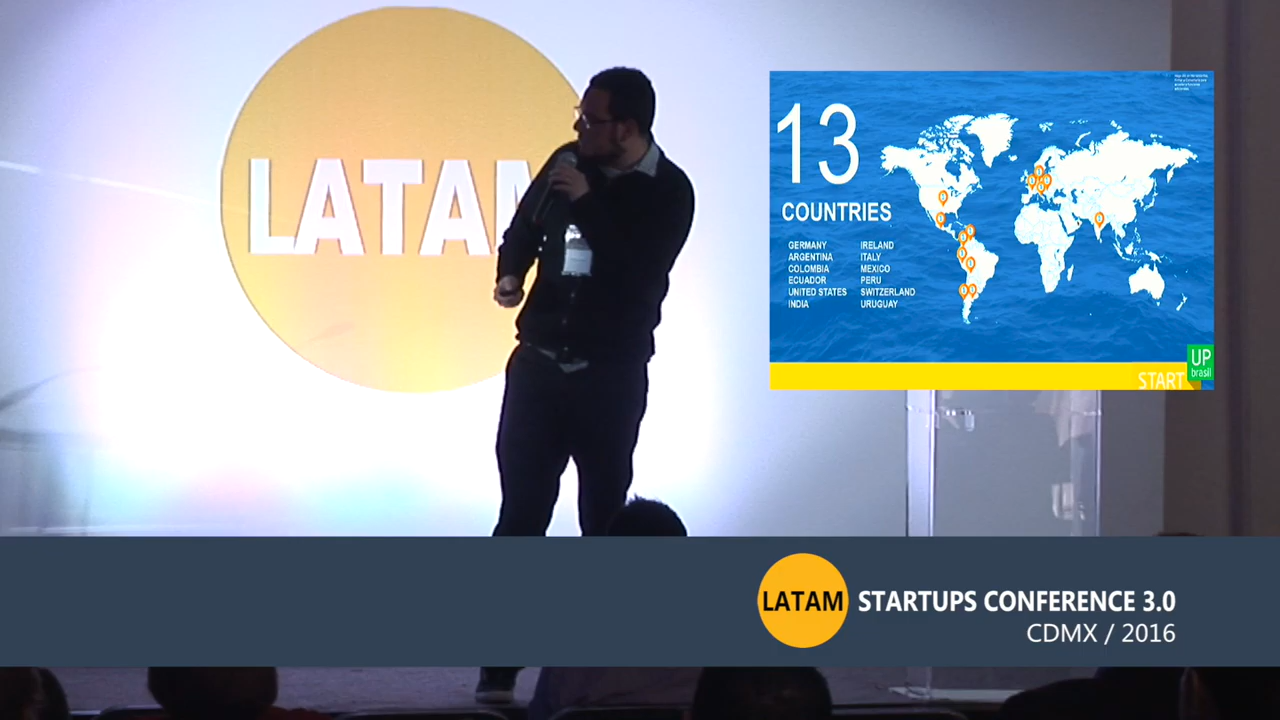 LATAM
13
COUNTRIES
GERMANY
ARGENTINA
COLOMBIA
ECUADOR
UNITED STATES
INDIA
IRELAND
ITALY
MEXICO
PERU
SWITZERLAND
URUGUAY
START
UP
brasil
LATAM
STARTUPS CONFERENCE 3.0
CDMX / 2016